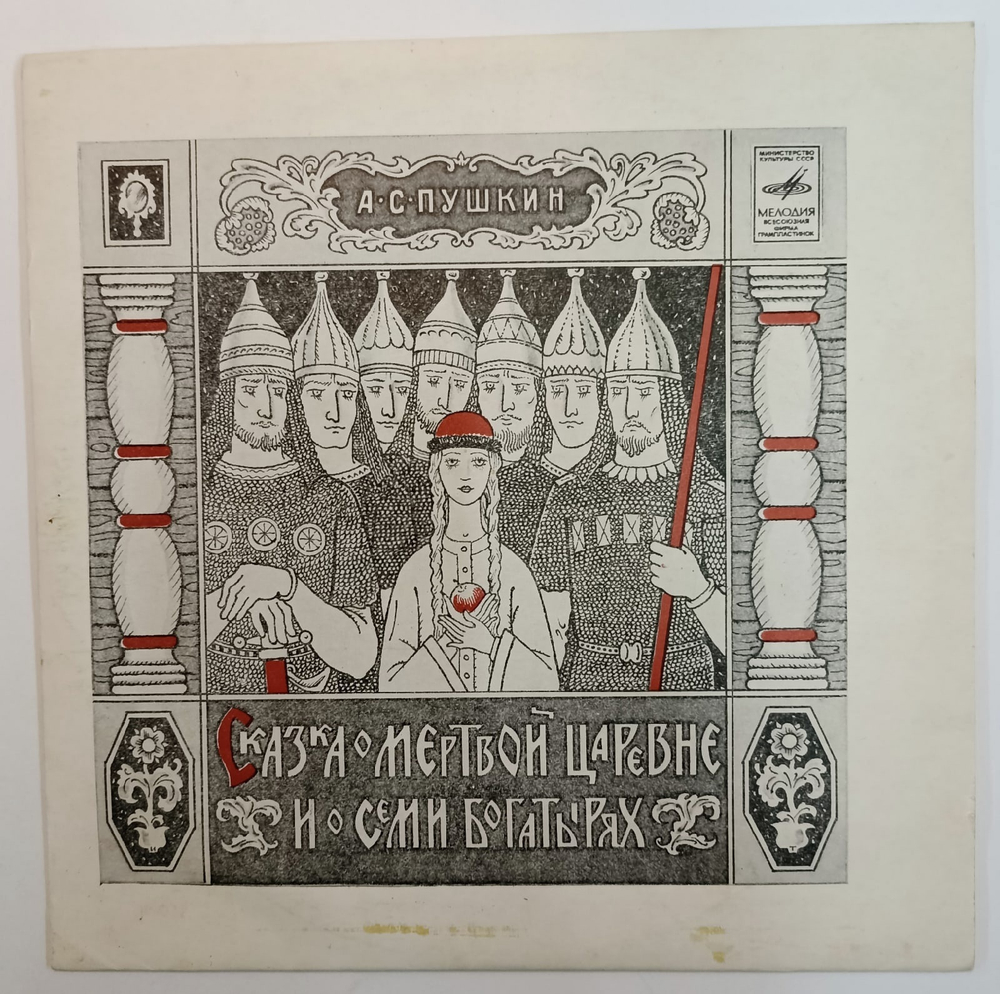 А·С·ПУШКИН
МИНИСТЕРСТВО
КУЛЬТУРЫ СССР
МЕЛОДИЯ
ВСЕСОЮЗНАЯ
ФИРМА
ГРАМПЛАСТИНОК
СКАЗКА О МЕРТВОЙ ЦАРЕВНЕ
И О СЕМИ БОГАТЫРЯХ
И
Т